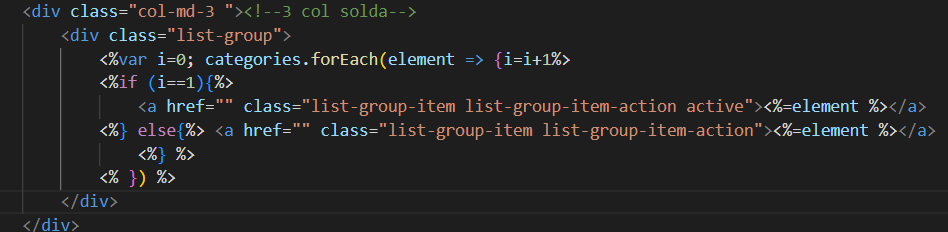 <div class="col-md-3 "><!--3 col solda-->
<div class="list-group">
<%var i=0; categories.forEach(element => {i=i+1%>
<%if (i==1){%>
<a href="" class="list-group-item list-group-item-action active"><%=element %></a>
<%} else{%> <a href="" class="list-group-item list-group-item-action"><%=element %></a>
<%} %>
<% }) %>
</div>
</div>